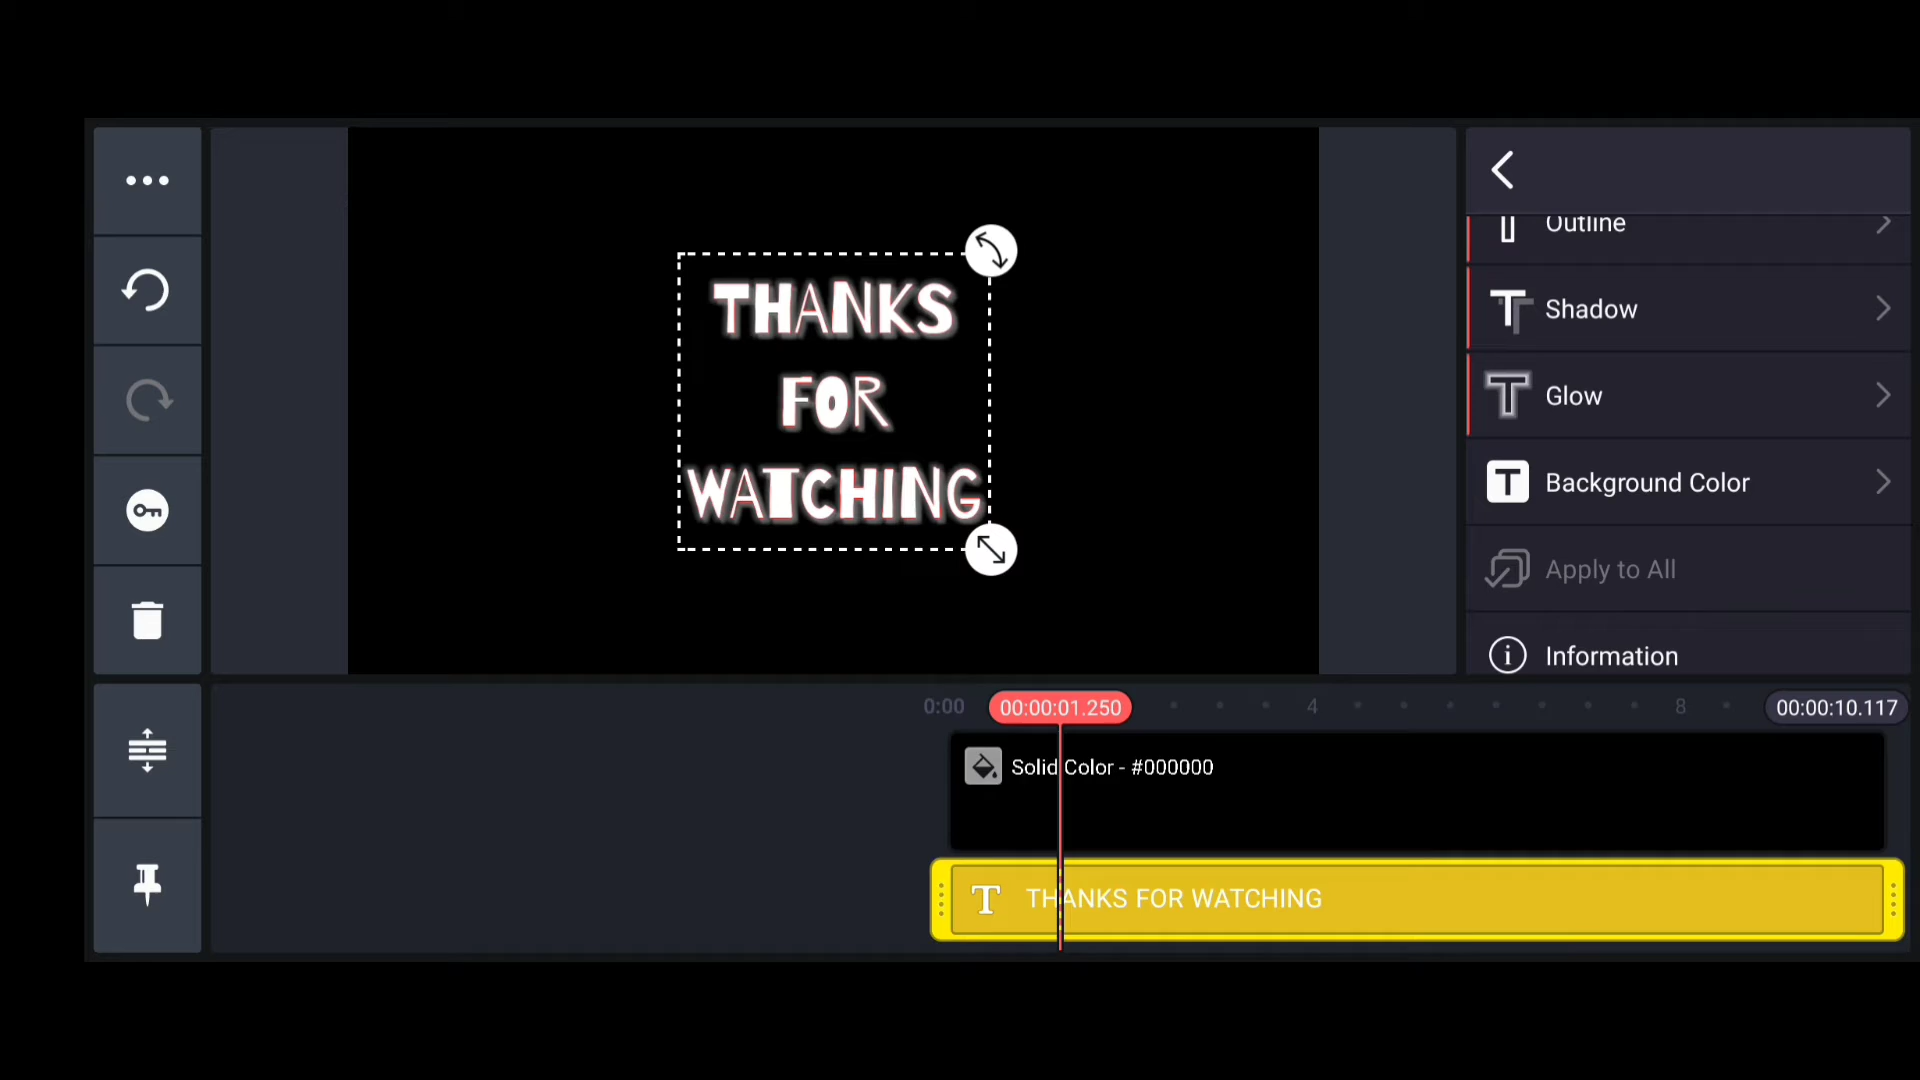 THANKS
FOR
WATCHING
Outline
Shadow
Glow
Background Color
Apply to All
Information
0:00
00:00:01.250
4
8
00:00:10.117
Solid Color - #000000
T THANKS FOR WATCHING